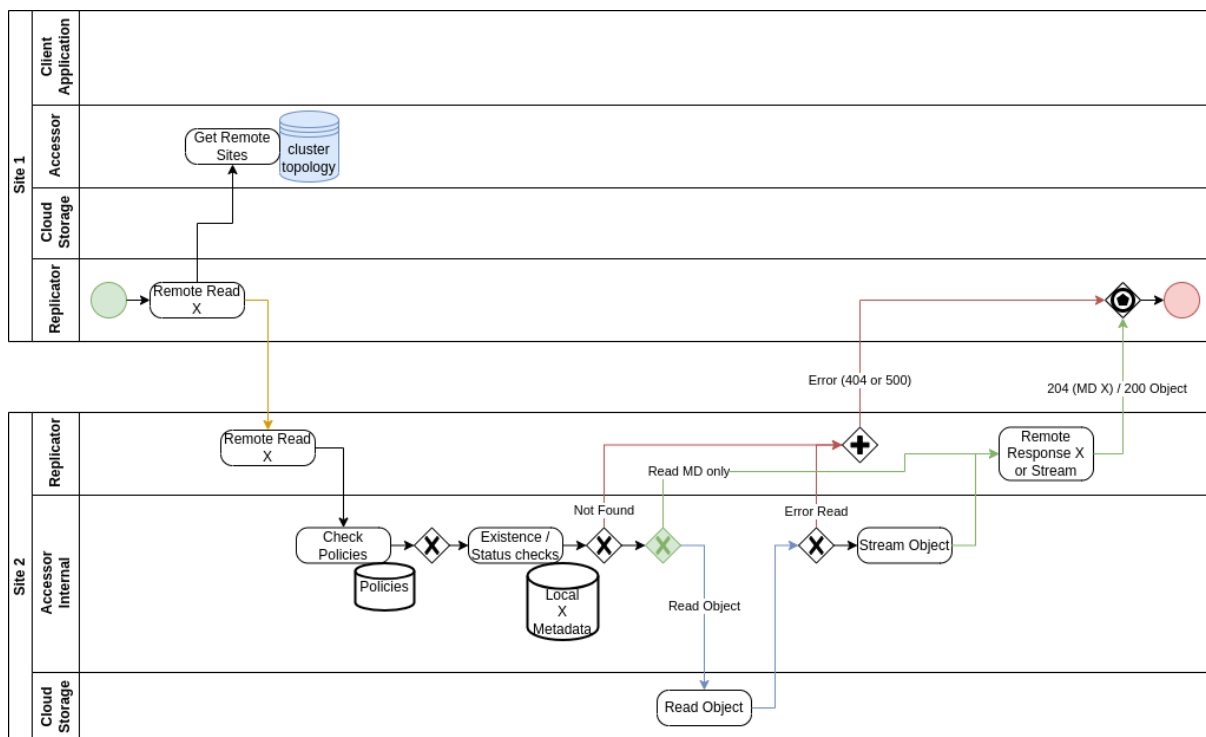 Site 1
Client
Application
Accessor
Get Remote
Sites
cluster
topology
Cloud
Storage
Replicator
Remote Read
X
Error (404 or 500)
204 (MD X) / 200 Object
Site 2
Replicator
Remote Read
X
Remote
Response X
or Stream
Read MD only
Not Found
Error Read
Accessor
Internal
Check
Policies
Policies
Existence /
Status checks
Local
X
Metadata
Stream Object
Read Object
Cloud
Storage
Read Object